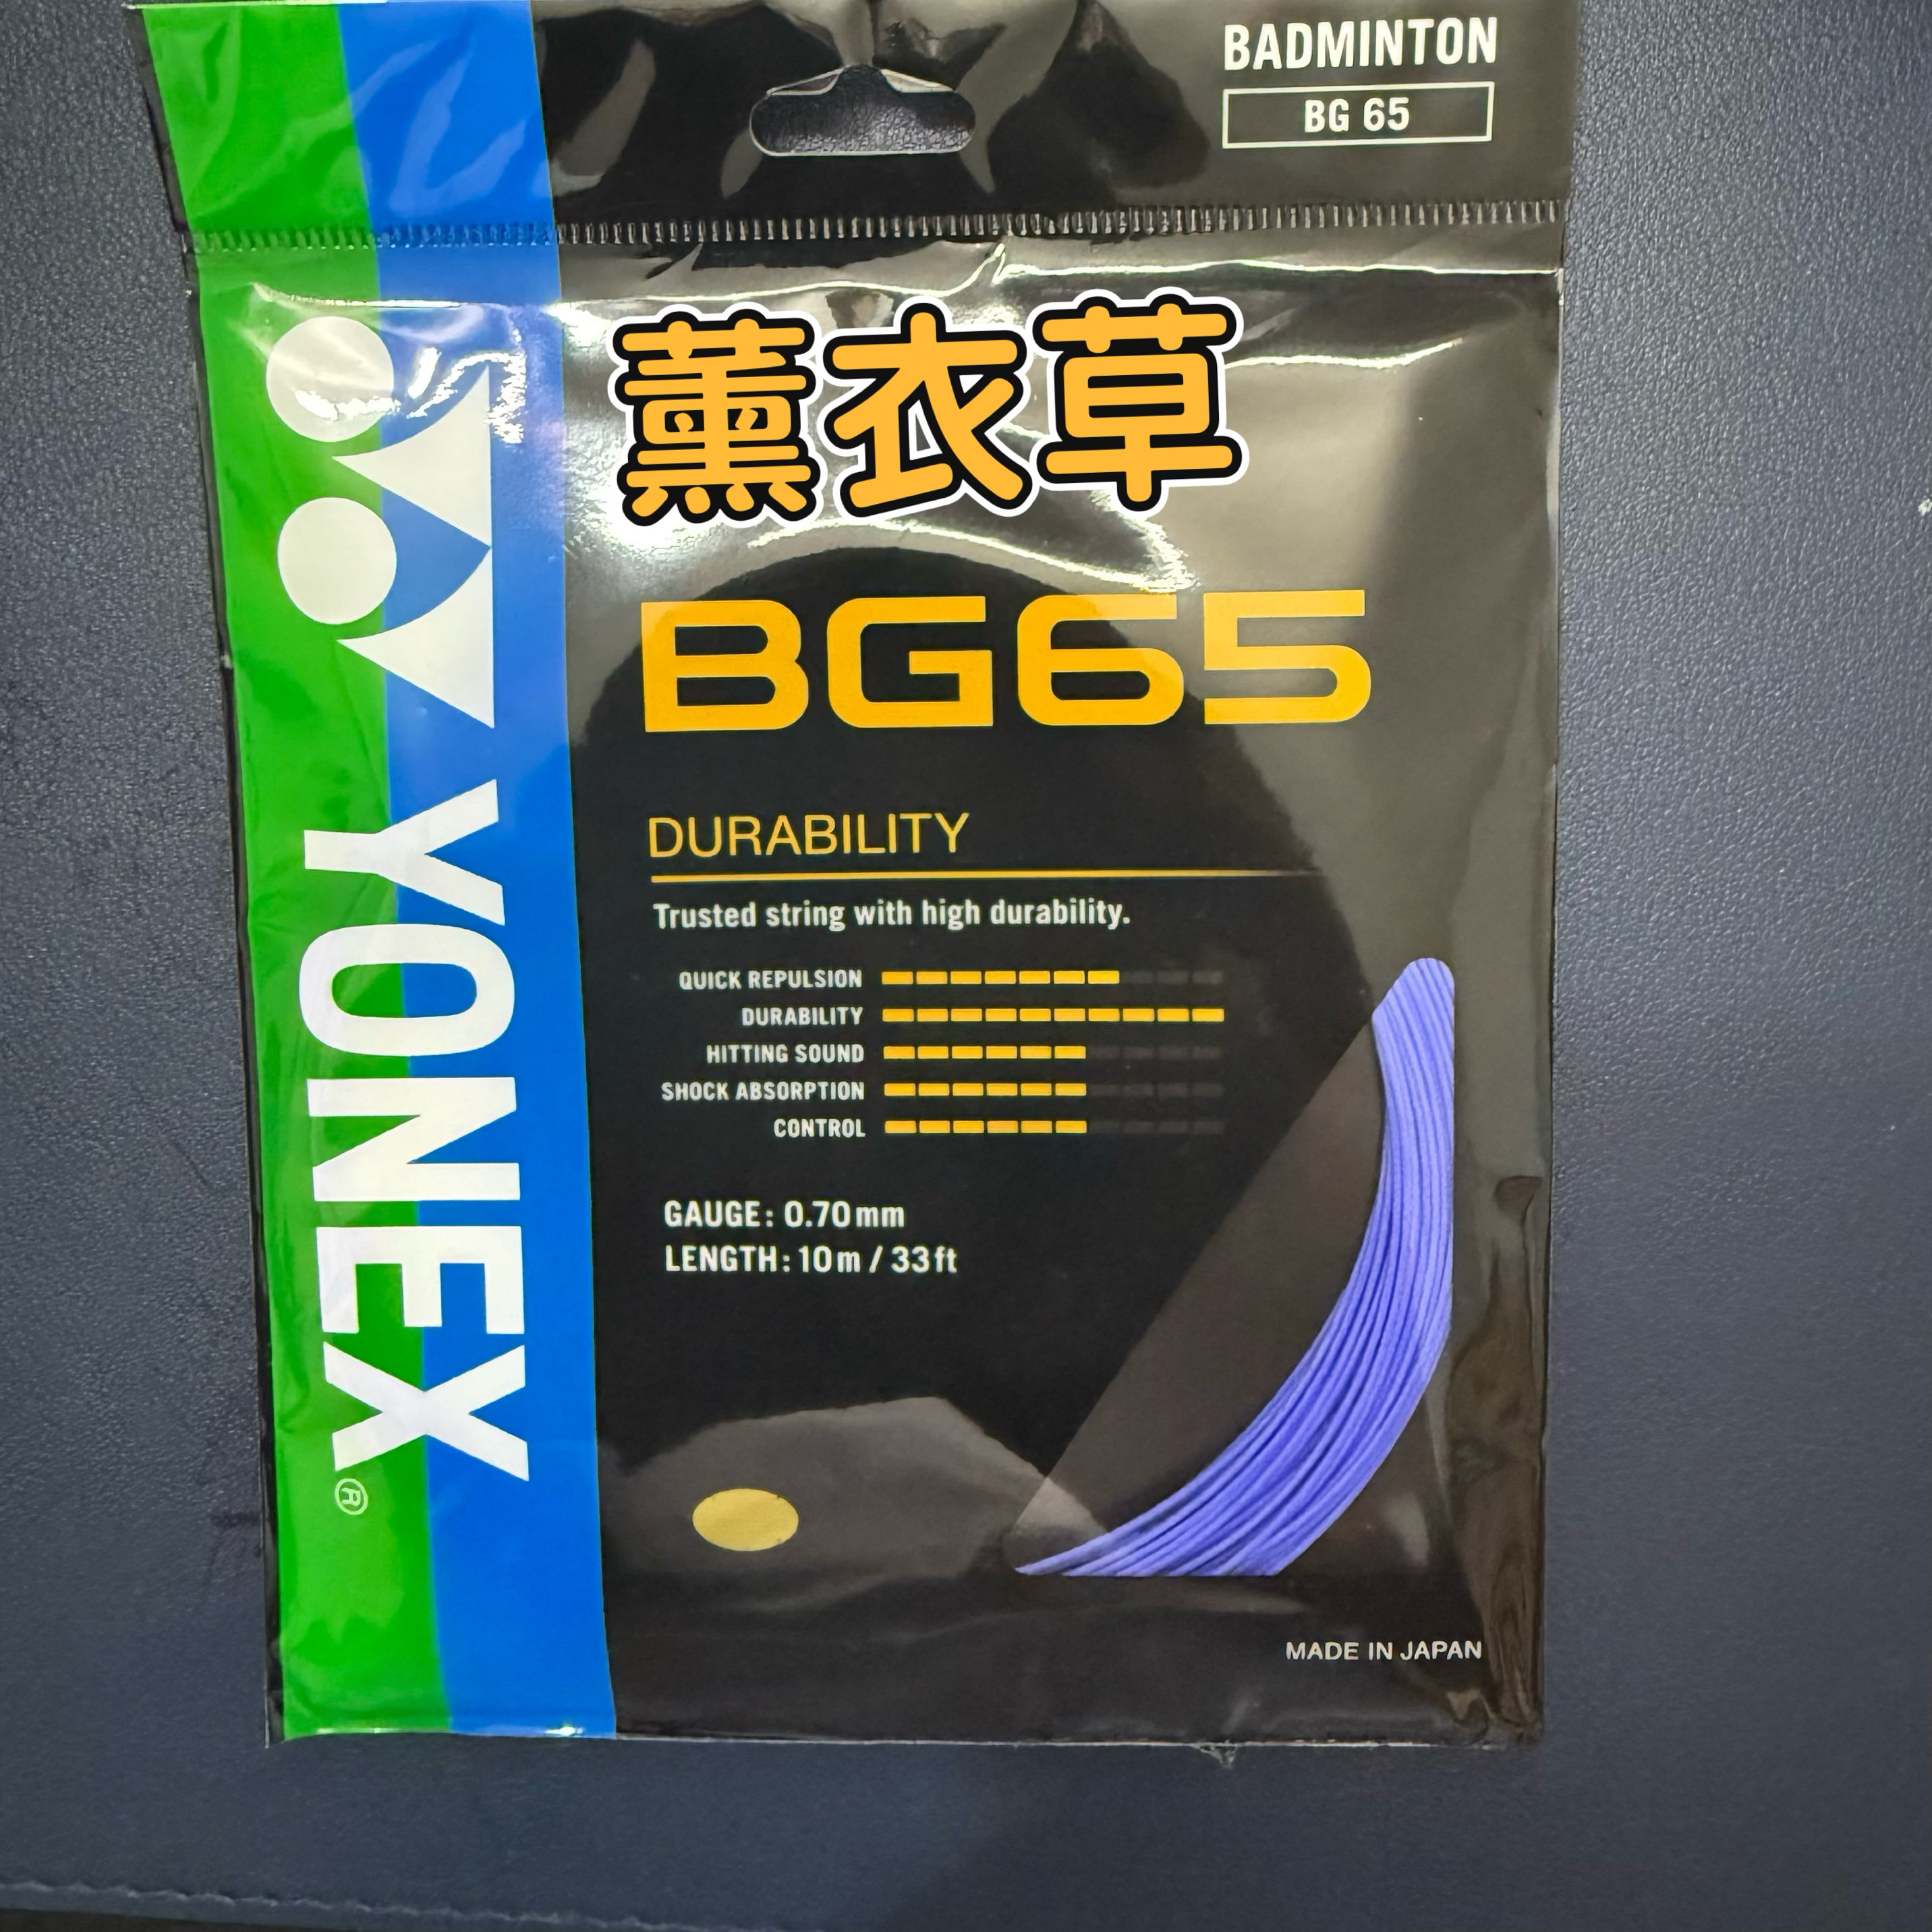 BADMINTON
BG 65
薰衣草
YONEX®
BG65
DURABILITY
Trusted string with high durability.
QUICK REPULSION
DURABILITY
HITTING SOUND
SHOCK ABSORPTION
CONTROL
GAUGE: 0.70mm
LENGTH: 10m / 33ft
MADE IN JAPAN